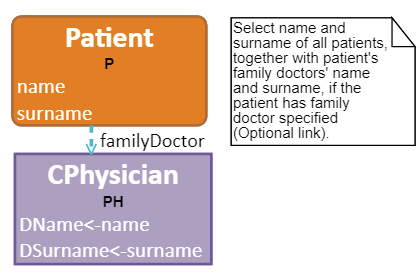 Patient
P
name
surname
familyDoctor
CPhysician
PH
DName<-name
DSurname<-surname
Select name and
surname of all patients,
together with patient's
family doctors' name
and surname, if the
patient has family
doctor specified
(Optional link).